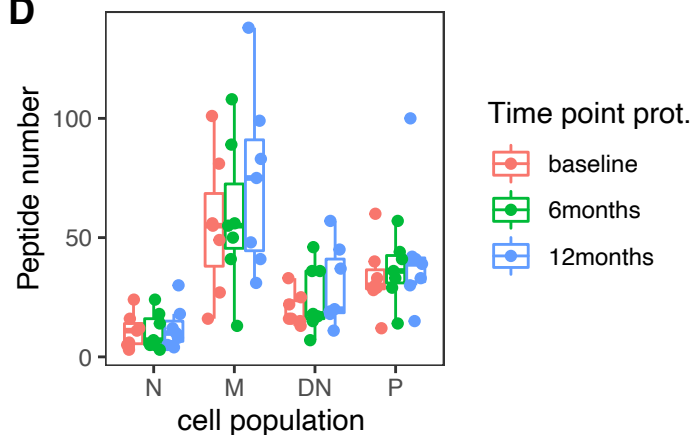 D
Peptide number
100
50
0
N M DN P
cell population
Time point prot.
baseline
6months
12months